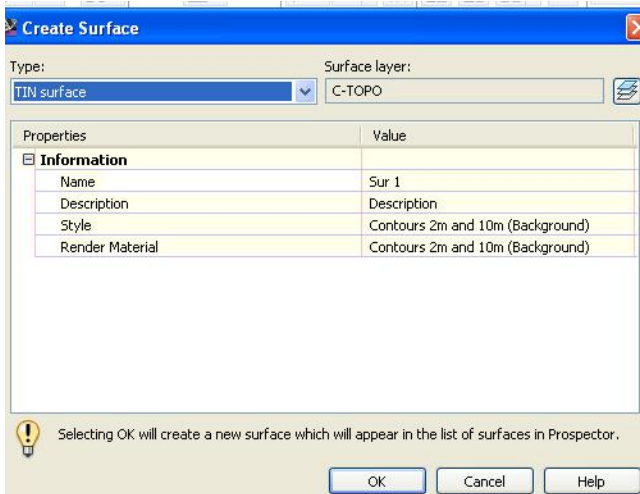 Create Surface
Type: Surface layer:
TIN surface C-TOPO
Properties Value
Information
Name Sur 1
Description Description
Style Contours 2m and 10m (Background)
Render Material Contours 2m and 10m (Background)
Selecting OK will create a new surface which will appear in the list of surfaces in Prospector.
OK Cancel Help